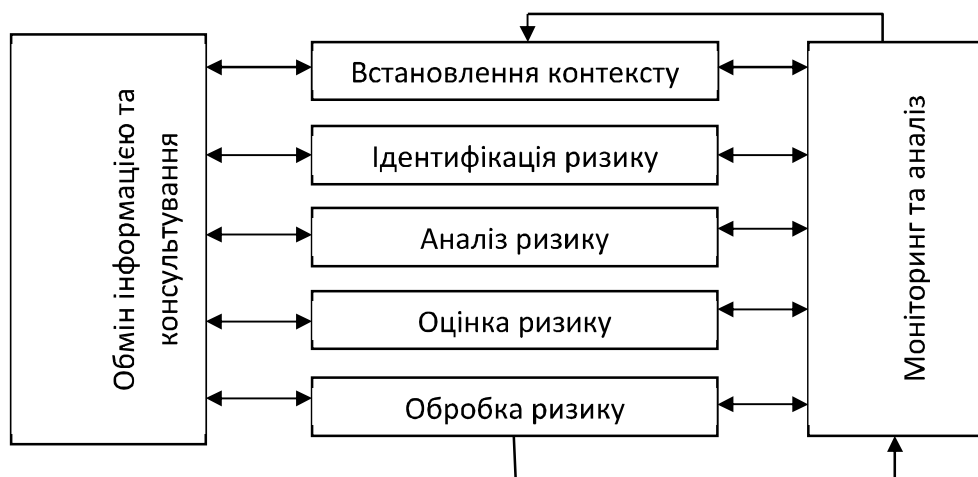 Обмін інформацією та
консультування
Встановлення контексту
Ідентифікація ризику
Аналіз ризику
Оцінка ризику
Обробка ризику
Моніторинг та аналіз